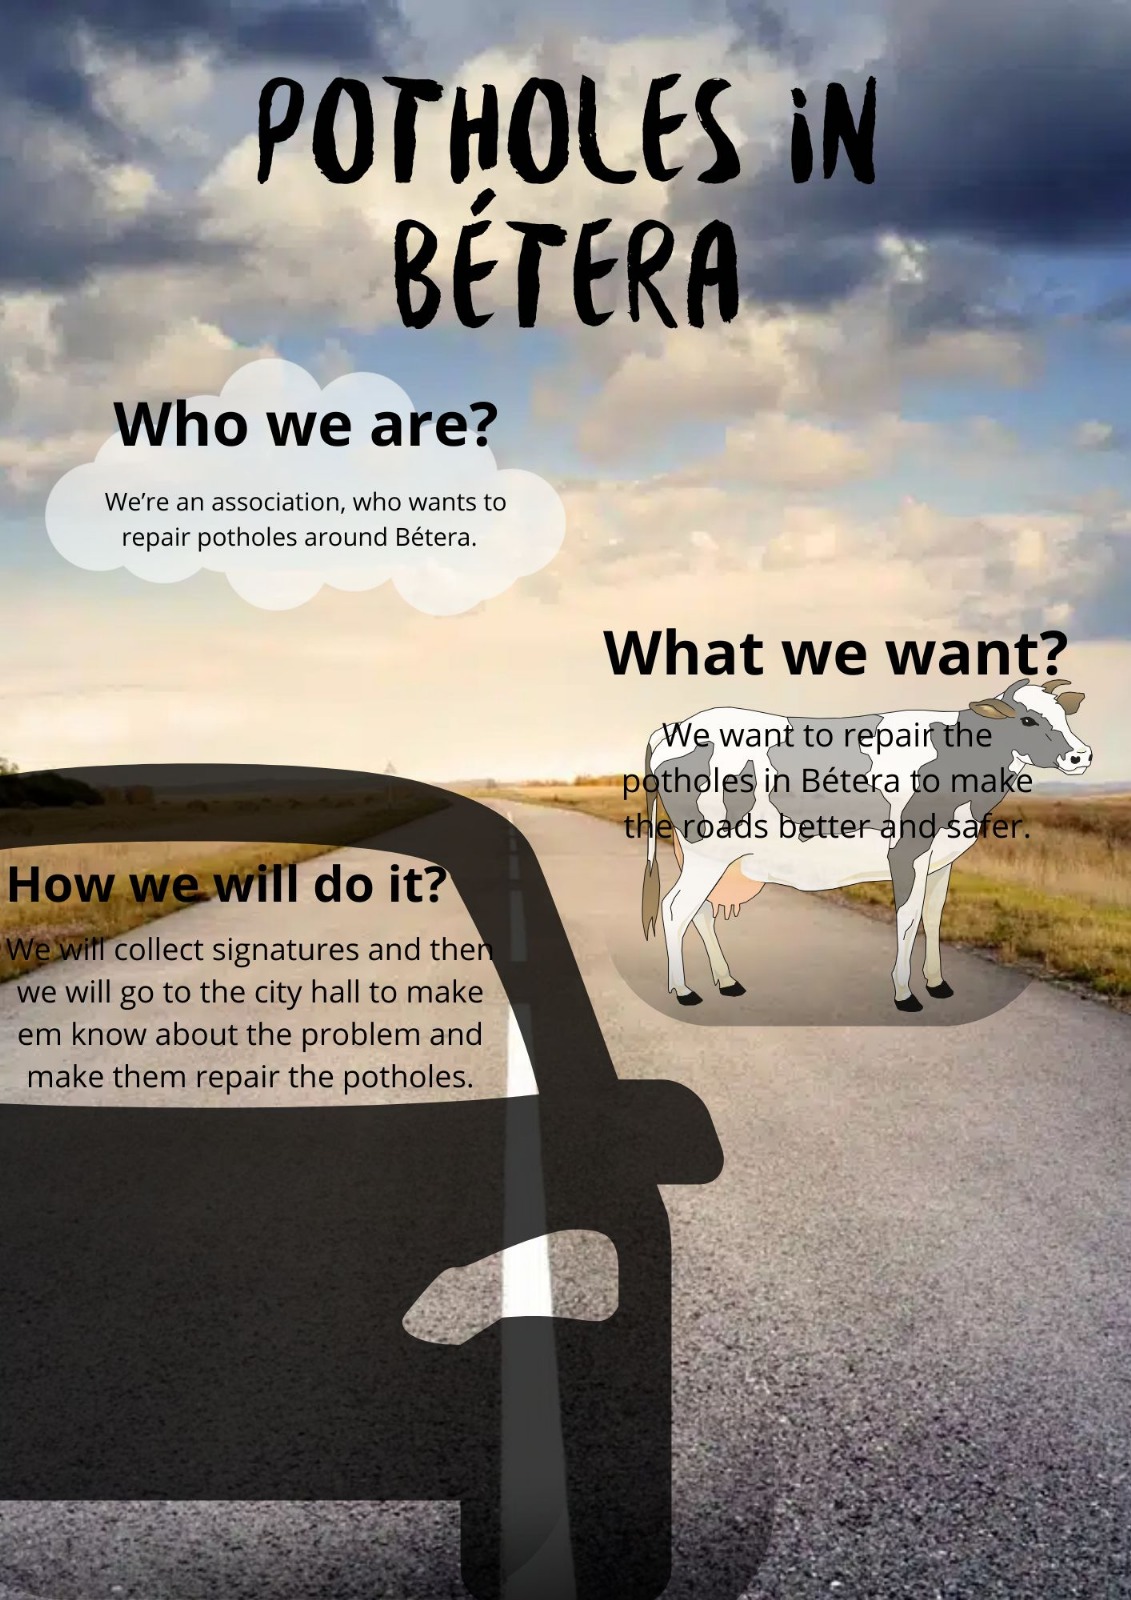 POTHOLES iN
BÉTERA
Who we are?
We’re an association, who wants to
repair potholes around Bétera.
What we want?
We want to repair the
potholes in Bétera to make
the roads better and safer.
How we will do it?
We will collect signatures and then
we will go to the city hall to make
em know about the problem and
make them repair the potholes.